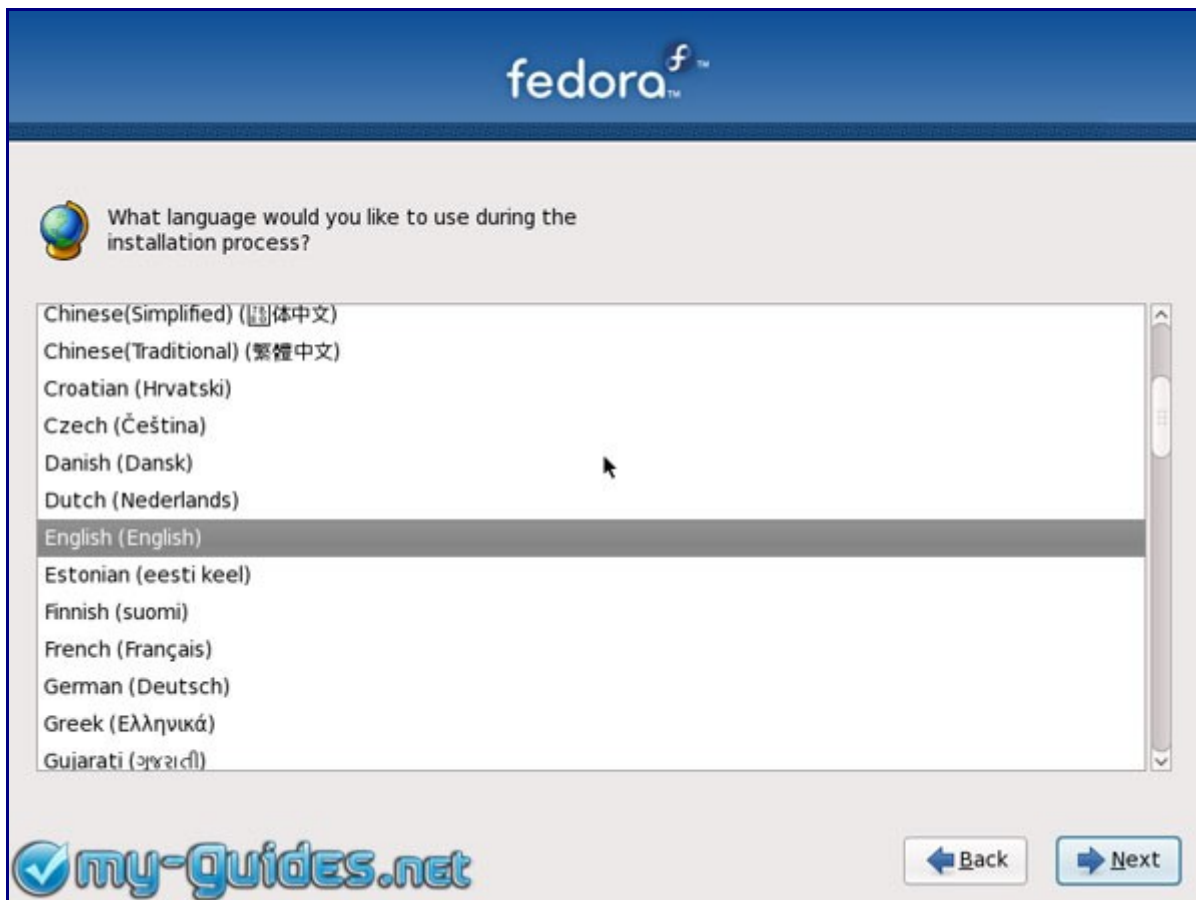 fedora™
What language would you like to use during the
installation process?
Chinese(Simplified) (体中文)
Chinese(Traditional) (繁體中文)
Croatian (Hrvatski)
Czech (Čeština)
Danish (Dansk)
Dutch (Nederlands)
English (English)
Estonian (eesti keel)
Finnish (suomi)
French (Français)
German (Deutsch)
Greek (Ελληνικά)
Gujarati (ગુજરાતી)
my-guides.net
Back
Next